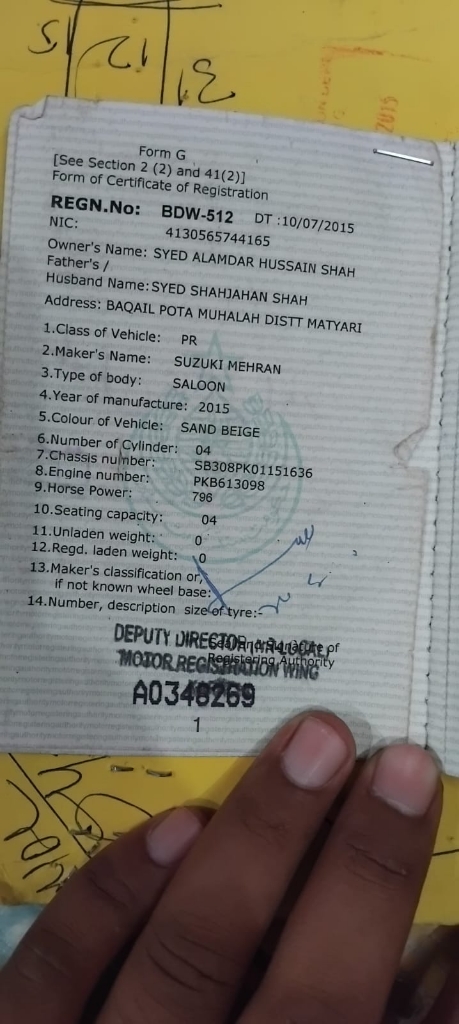 15
12
31
2015
Form G
[See Section 2 (2) and 41(2)]
Form of Certificate of Registration
REGN.No: BDW-512 DT :10/07/2015
NIC: 4130565744165
Owner's Name: SYED ALAMDAR HUSSAIN SHAH
Father's /
Husband Name:SYED SHAHJAHAN SHAH
Address: BAQAIL POTA MUHALAH DISTT MATYARI
1.Class of Vehicle: PR
2.Maker's Name: SUZUKI MEHRAN
3.Type of body: SALOON
4.Year of manufacture: 2015
5.Colour of Vehicle: SAND BEIGE
6.Number of Cylinder: 04
7.Chassis number: SB308PK01151636
8.Engine number: PKB613098
9.Horse Power: 796
10.Seating capacity: 04
11.Unladen weight: 0
12.Regd. laden weight: 0
13.Maker's classification or,
if not known wheel base:
14.Number, description size of tyre:-
DEPUTY DIRECTOR
Signature of
Registering Authority
MOTOR REGISTRATION WING
A0348269
1